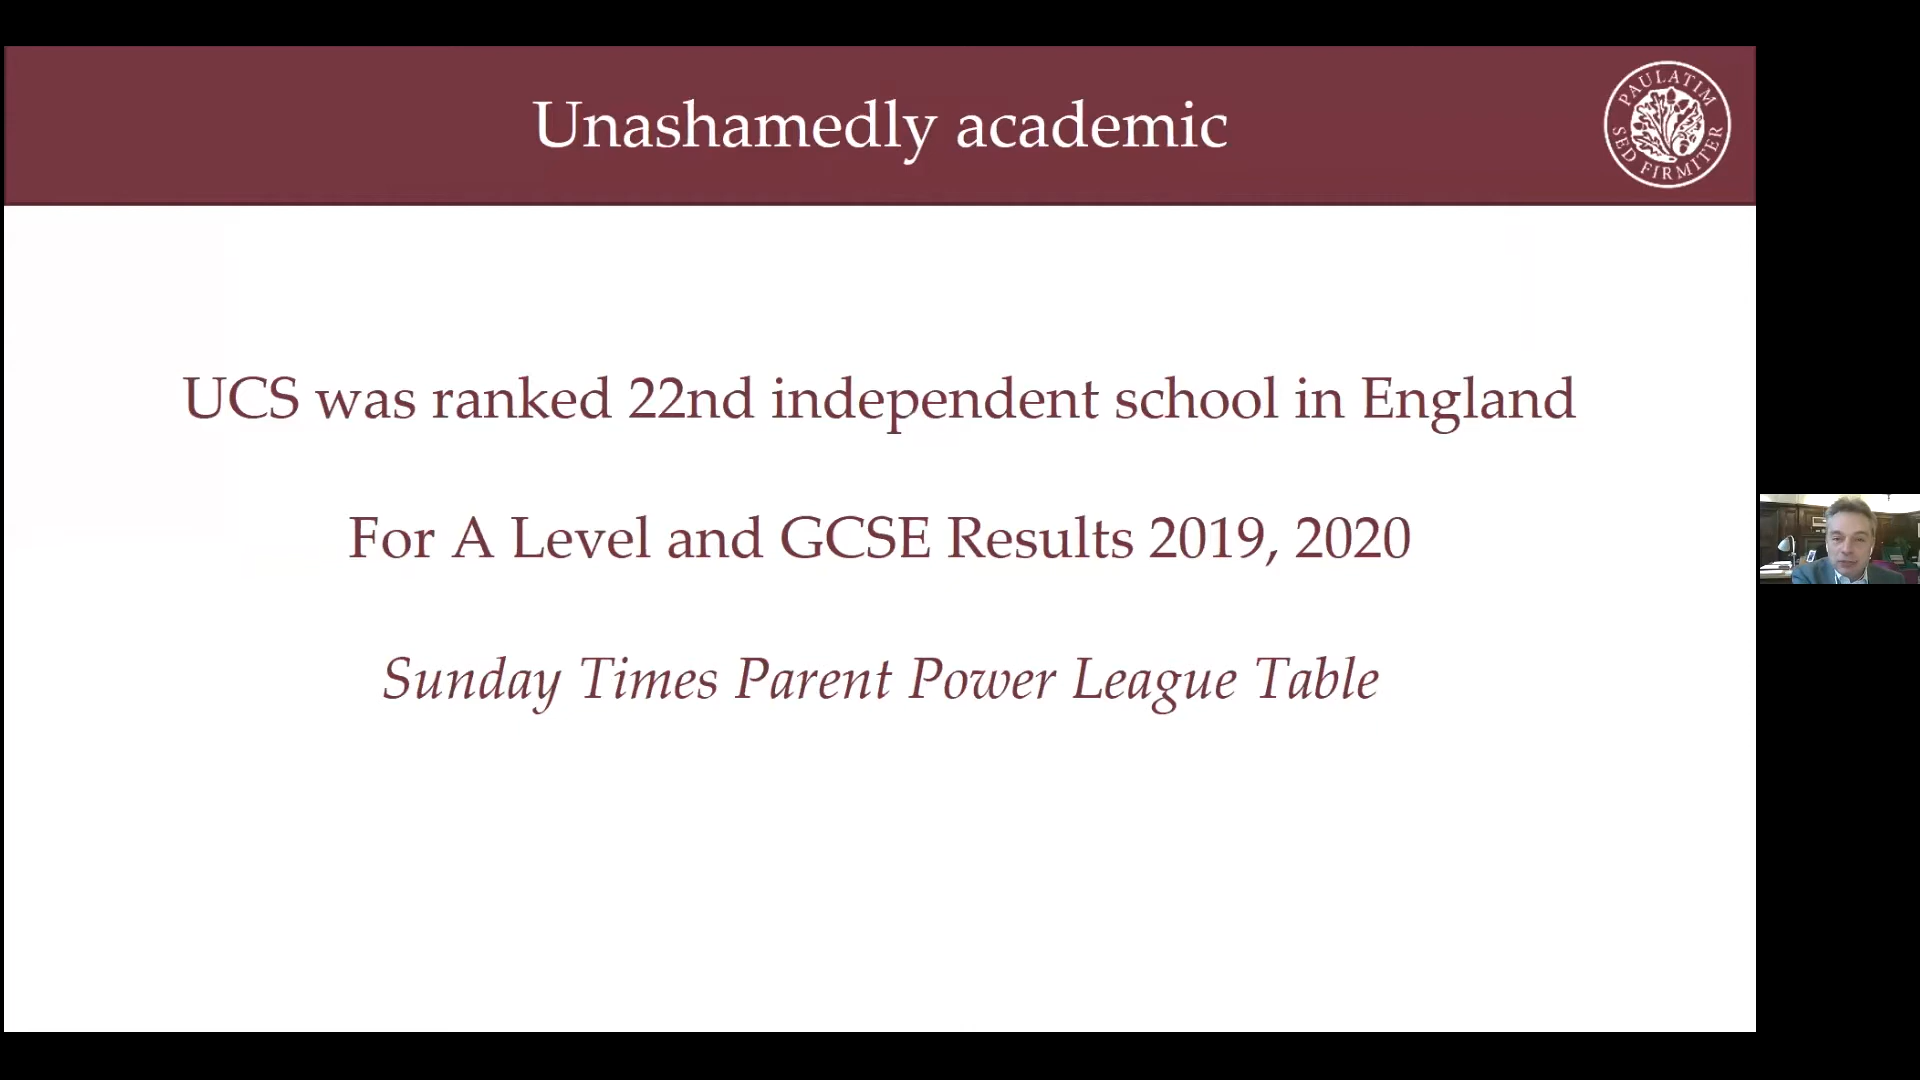 Unashamedly academic
PAULATIM
SED FIRMITER
UCS was ranked 22nd independent school in England
For A Level and GCSE Results 2019, 2020
Sunday Times Parent Power League Table